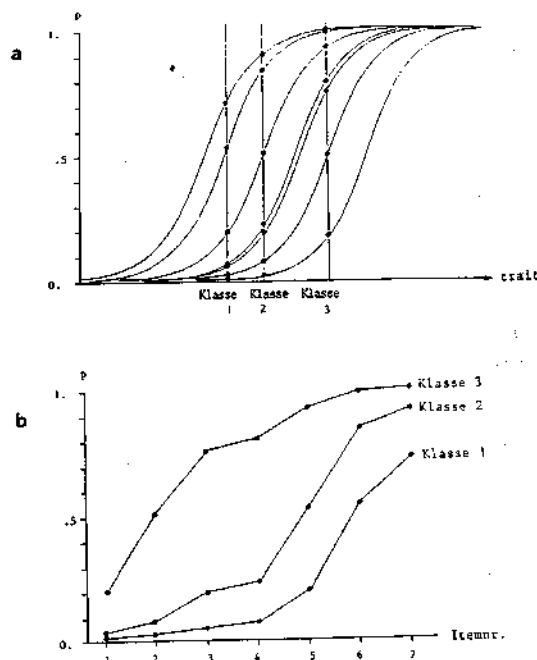 a
p
1.
.5
0.
Klasse 1
Klasse 2
Klasse 3
trait
b
p
1.
.5
0.
Klasse 3
Klasse 2
Klasse 1
1 2 3 4 5 6 7
Itemnr.